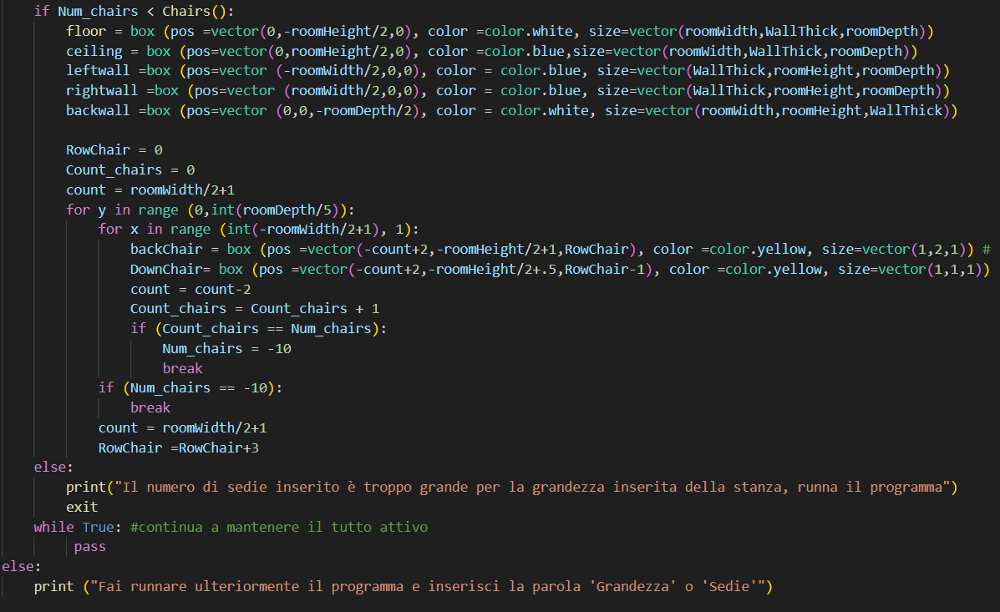 if Num_chairs < Chairs():
floor = box (pos =vector(0,-roomHeight/2,0), color =color.white, size=vector(roomWidth,WallThick,roomDepth))
ceiling = box (pos=vector(0,roomHeight/2,0), color =color.blue,size=vector(roomWidth,WallThick,roomDepth))
leftwall =box (pos=vector (-roomWidth/2,0,0), color = color.blue, size=vector(WallThick,roomHeight,roomDepth))
rightwall =box (pos=vector (roomWidth/2,0,0), color = color.blue, size=vector(WallThick,roomHeight,roomDepth))
backwall =box (pos=vector (0,0,-roomDepth/2), color = color.white, size=vector(roomWidth,roomHeight,WallThick))
RowChair = 0
Count_chairs = 0
count = roomWidth/2+1
for y in range (0,int(roomDepth/5)):
for x in range (int(-roomWidth/2+1), 1):
backChair = box (pos =vector(-count+2,-roomHeight/2+1,RowChair), color =color.yellow, size=vector(1,2,1)) #
DownChair= box (pos =vector(-count+2,-roomHeight/2+.5,RowChair-1), color =color.yellow, size=vector(1,1,1))
count = count-2
Count_chairs = Count_chairs + 1
if (Count_chairs == Num_chairs):
Num_chairs = -10
break
if (Num_chairs == -10):
break
count = roomWidth/2+1
RowChair =RowChair+3
else:
print("Il numero di sedie inserito è troppo grande per la grandezza inserita della stanza, runna il programma")
exit
while True: #continua a mantenere il tutto attivo
pass
else:
print ("Fai runnare ulteriormente il programma e inserisci la parola 'Grandezza' o 'Sedie'")